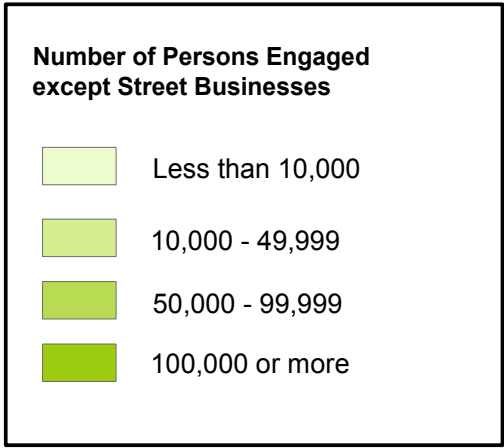 Number of Persons Engaged
except Street Businesses
Less than 10,000
10,000 - 49,999
50,000 - 99,999
100,000 or more